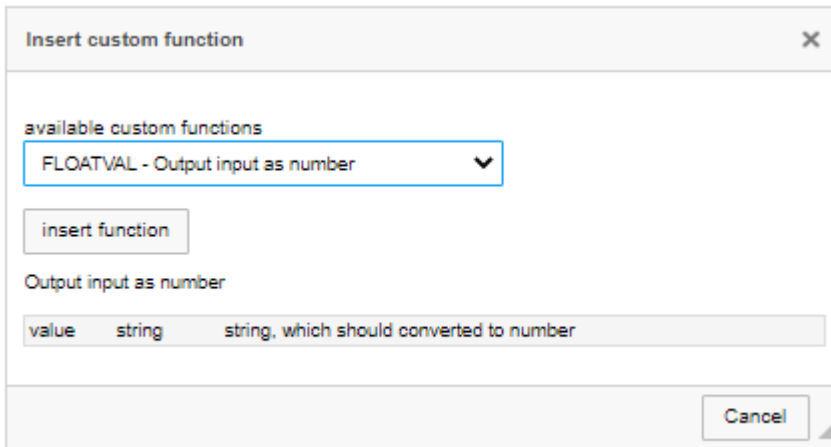 Insert custom function
available custom functions
FLOATVAL - Output input as number
insert function
Output input as number
value string string, which should converted to number
Cancel